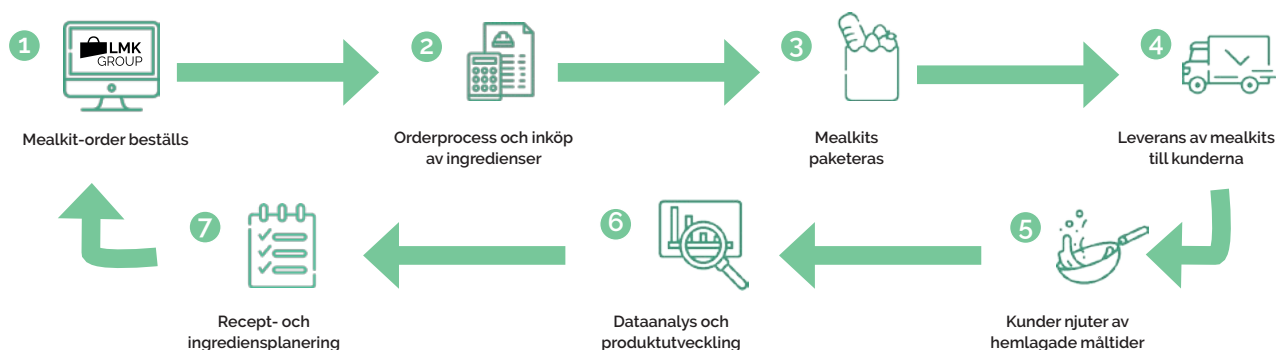 1
LMK
GROUP
Mealkit-order beställs
2
Orderprocess och inköp
av ingredienser
3
Mealkits
paketeras
4
Leverans av mealkits
till kunderna
5
Kunder njuter av
hemlagade måltider
6
Dataanalys och
produktutveckling
7
Recept- och
ingrediensplanering